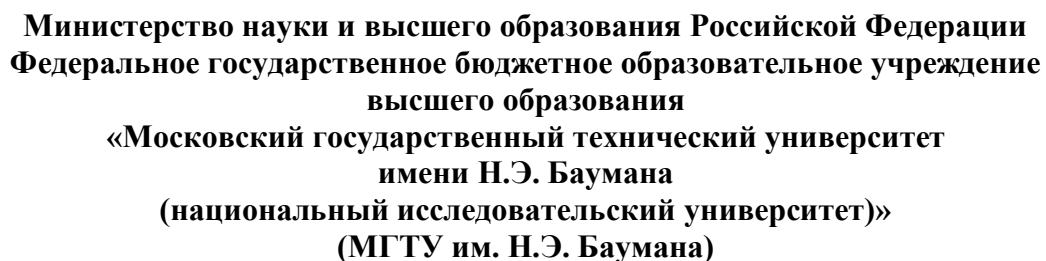 Министерство науки и высшего образования Российской Федерации
Федеральное государственное бюджетное образовательное учреждение
высшего образования
«Московский государственный технический университет
имени Н.Э. Баумана
(национальный исследовательский университет)»
(МГТУ им. Н.Э. Баумана)